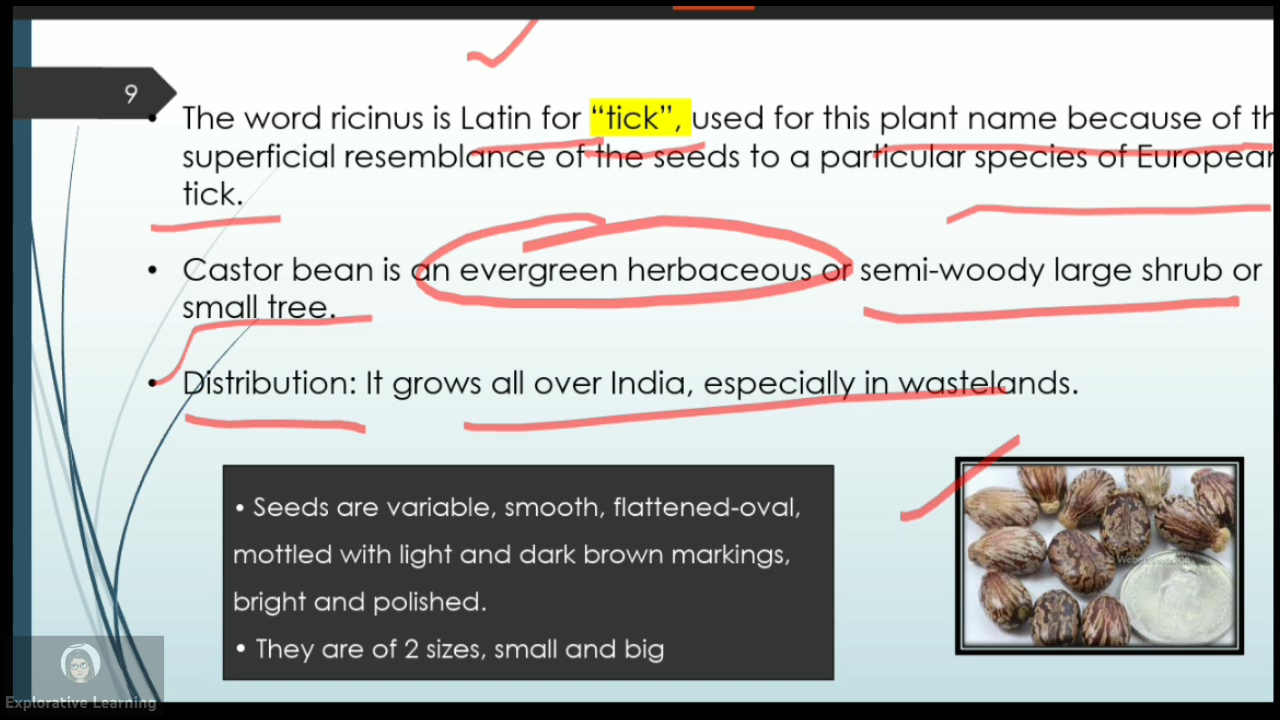 9
• The word ricinus is Latin for “tick”, used for this plant name because of th
superficial resemblance of the seeds to a particular species of European
tick.
• Castor bean is an evergreen herbaceous or semi-woody large shrub or
small tree.
• Distribution: It grows all over India, especially in wastelands.
• Seeds are variable, smooth, flattened-oval,
mottled with light and dark brown markings,
bright and polished.
• They are of 2 sizes, small and big
Explorative Learning